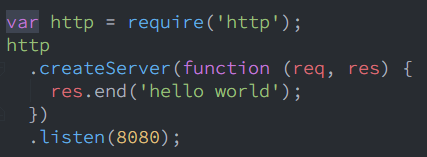 var http = require('http');
http
  .createServer(function (req, res) {
    res.end('hello world');
  })
  .listen(8080);